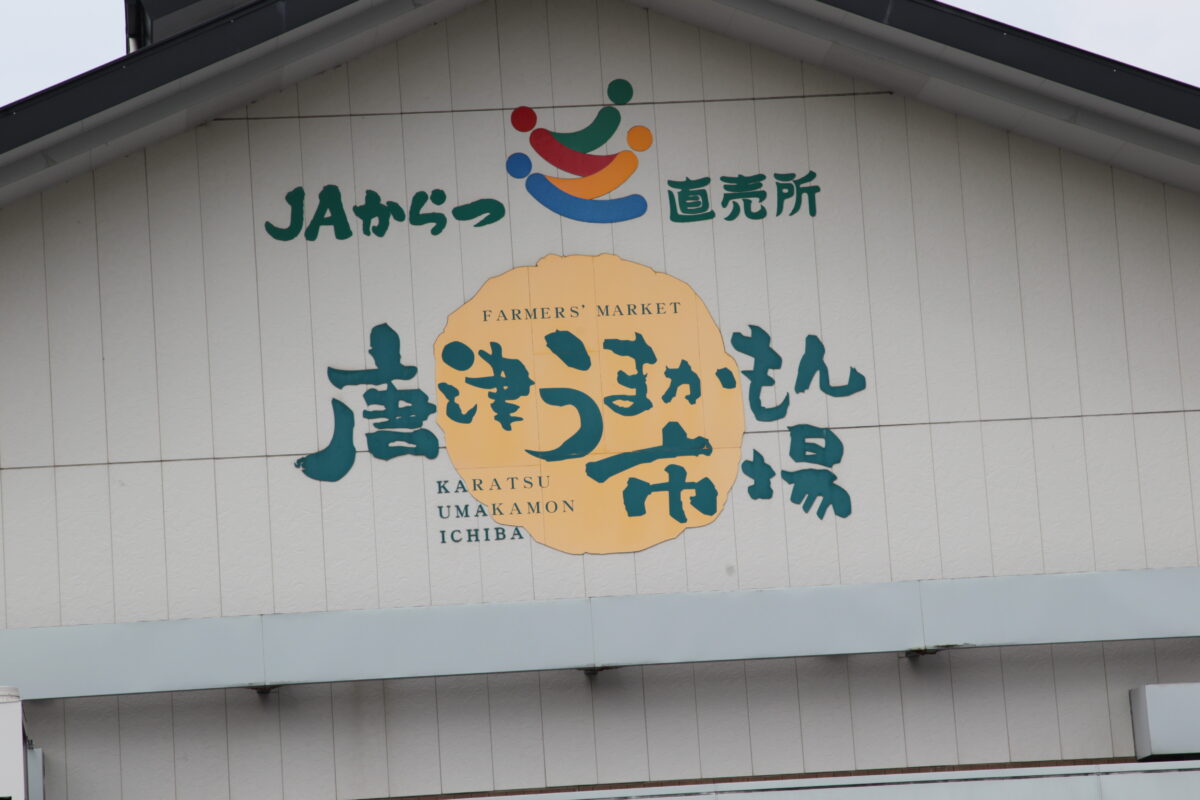 JAからつ 直売所
FARMERS’ MARKET
唐津うまかもん
市場
KARATSU
UMAKAMON
ICHIBA